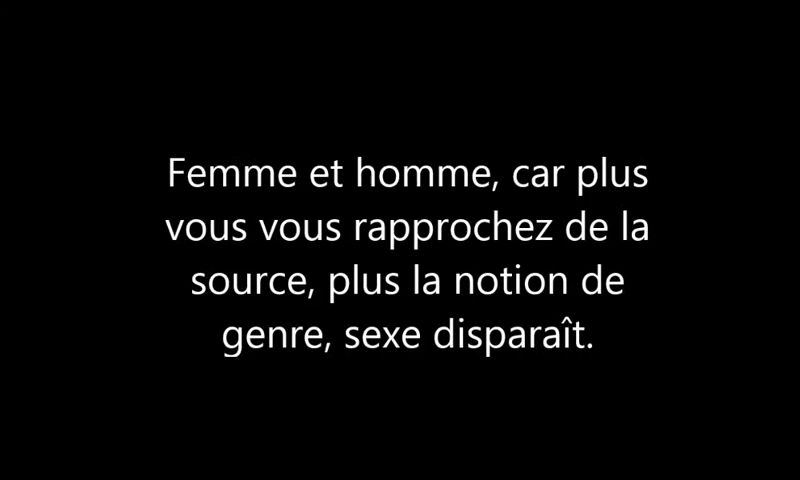 Femme et homme, car plus
vous vous rapprochez de la
source, plus la notion de
genre, sexe disparaît.